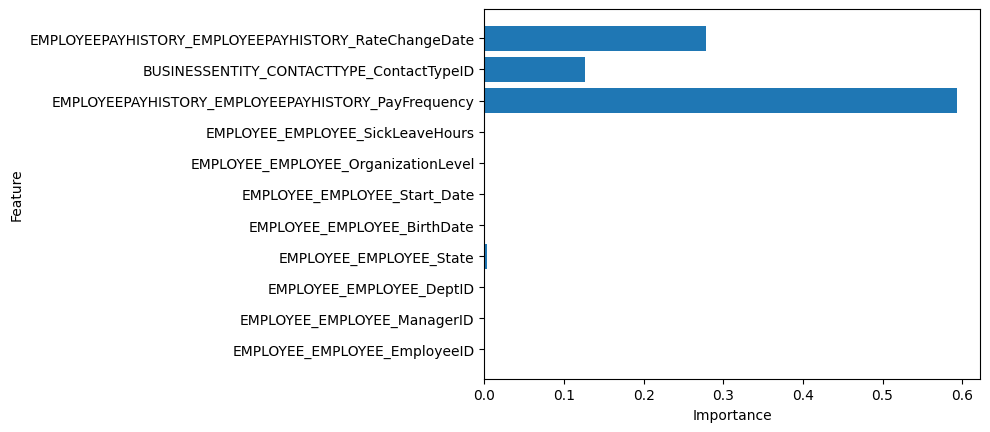 EMPLOYEEPAYHISTORY_EMPLOYEEPAYHISTORY_RateChangeDate
BUSINESSENTITY_CONTACTTYPE_ContactTypeID
EMPLOYEEPAYHISTORY_EMPLOYEEPAYHISTORY_PayFrequency
EMPLOYEE_EMPLOYEE_SickLeaveHours
EMPLOYEE_EMPLOYEE_OrganizationLevel
EMPLOYEE_EMPLOYEE_Start_Date
EMPLOYEE_EMPLOYEE_BirthDate
EMPLOYEE_EMPLOYEE_State
EMPLOYEE_EMPLOYEE_DeptID
EMPLOYEE_EMPLOYEE_ManagerID
EMPLOYEE_EMPLOYEE_EmployeeID
Feature
0.0 0.1 0.2 0.3 0.4 0.5 0.6
Importance